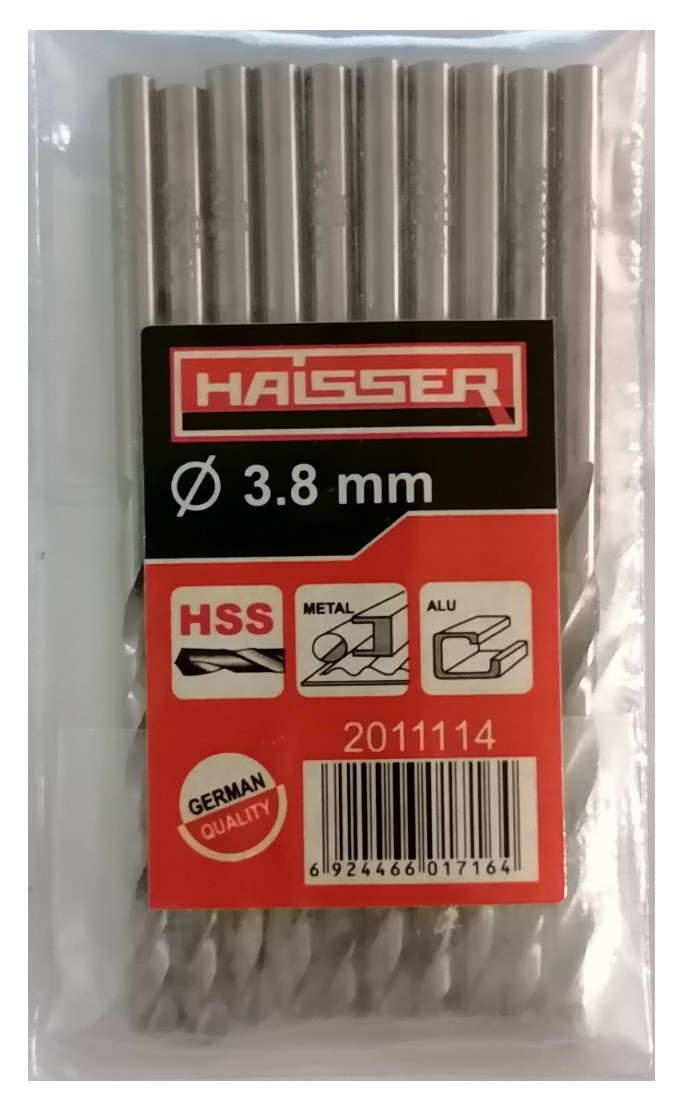 HAiSSER
Ø 3.8 mm
HSS
METAL
ALU
2011114
GERMAN
QUALITY
6 924466 017164